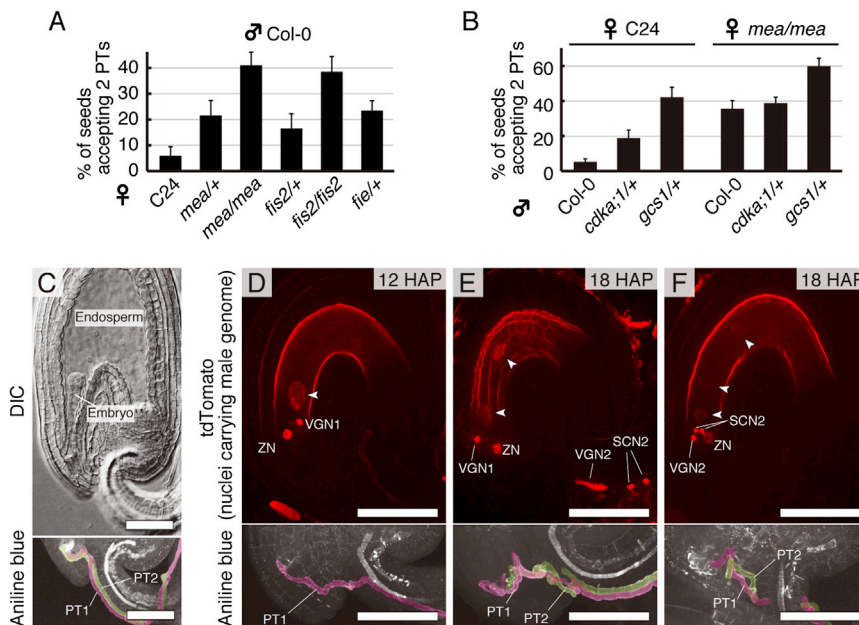 A
♂ Col-0
% of seeds
accepting 2 PTs
40
30
20
10
0
♀
C24
mea/+
mea/mea
fis2/+
fis2/fis2
fie/+
B
♀ C24
♀ mea/mea
% of seeds
accepting 2 PTs
60
40
20
0
♂
Col-0
cdka;1/+
gcs1/+
Col-0
cdka;1/+
gcs1/+
C
DIC
Endosperm
Embryo
Aniline blue
PT1
PT2
tdTomato
(nuclei carrying male genome)
Aniline blue
D
12 HAP
VGN1
ZN
PT1
E
18 HAP
VGN1
ZN
VGN2
SCN2
PT1
PT2
F
18 HAP
SCN2
VGN2
PT2
PT1